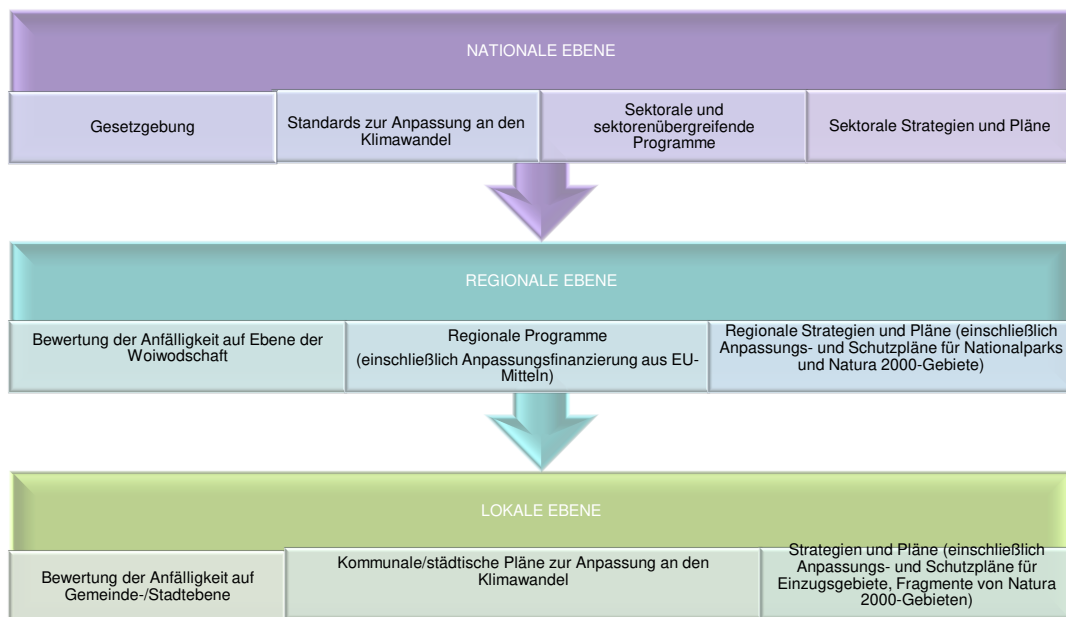 NATIONALE EBENE
Gesetzgebung
Standards zur Anpassung an den
Klimawandel
Sektorale und
sektorenübergreifende
Programme
Sektorale Strategien und Pläne
REGIONALE EBENE
Bewertung der Anfälligkeit auf Ebene der
Woiwodschaft
Regionale Programme
(einschließlich Anpassungsfinanzierung aus EU-
Mitteln)
Regionale Strategien und Pläne (einschließlich
Anpassungs- und Schutzpläne für Nationalparks
und Natura 2000-Gebiete)
LOKALE EBENE
Bewertung der Anfälligkeit auf
Gemeinde-/Stadtebene
Kommunale/städtische Pläne zur Anpassung an den
Klimawandel
Strategien und Pläne (einschließlich
Anpassungs- und Schutzpläne für
Einzugsgebiete, Fragmente von Natura
2000-Gebieten)